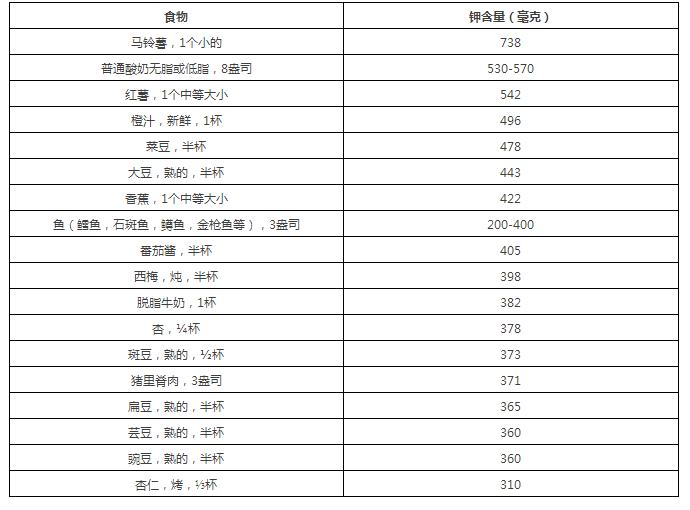 食物 钾含量（毫克）
马铃薯，1个小的 738
普通酸奶无脂或低脂，8盎司 530-570
红薯，1个中等大小 542
橙汁，新鲜，1杯 496
菜豆，半杯 478
大豆，熟的，半杯 443
香蕉，1个中等大小 422
鱼（鳕鱼，石斑鱼，鳟鱼，金枪鱼等），3盎司 200-400
番茄酱，半杯 405
西梅，炖，半杯 398
脱脂牛奶，1杯 382
杏，¼杯 378
斑豆，熟的，½杯 373
猪里脊肉，3盎司 371
扁豆，熟的，半杯 365
芸豆，熟的，半杯 360
豌豆，熟的，半杯 360
杏仁，烤，⅓杯 310